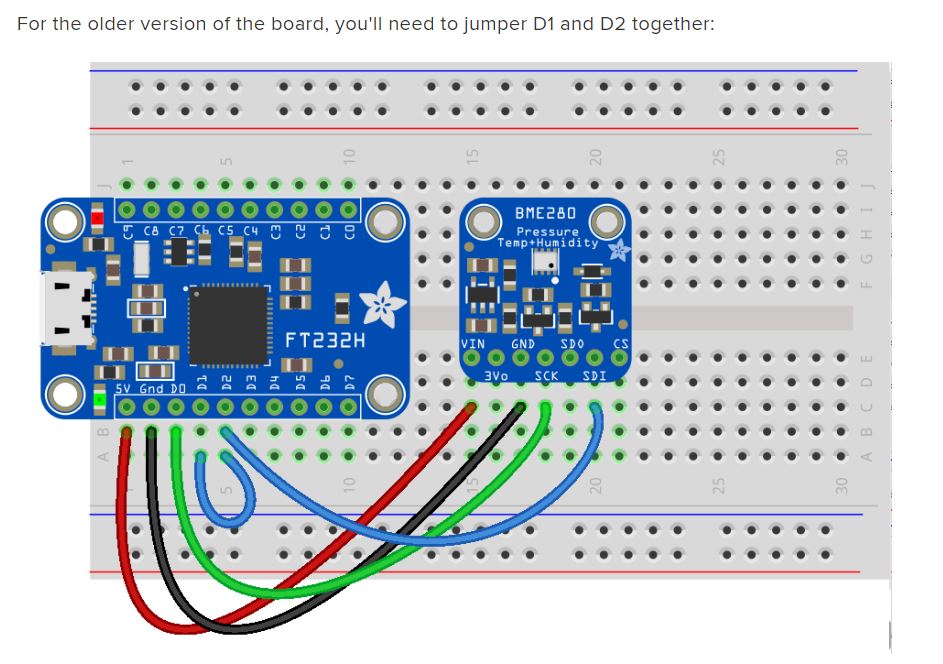 For the older version of the board, you'll need to jumper D1 and D2 together:
1 5 10 15 20 25 30
J J
I
H
G
F
C9 C8 C7 C6 C5 C4 C3 C2 C1 C0
BME280
Pressure
Temp+Humidity
FT232H
VIN GND SDO CS
3Vo SCK SDI
5V Gnd D0 D1 D2 D3 D4 D5 D6 D7
E
D
C
B B
A A
1 5 10 15 20 25 30